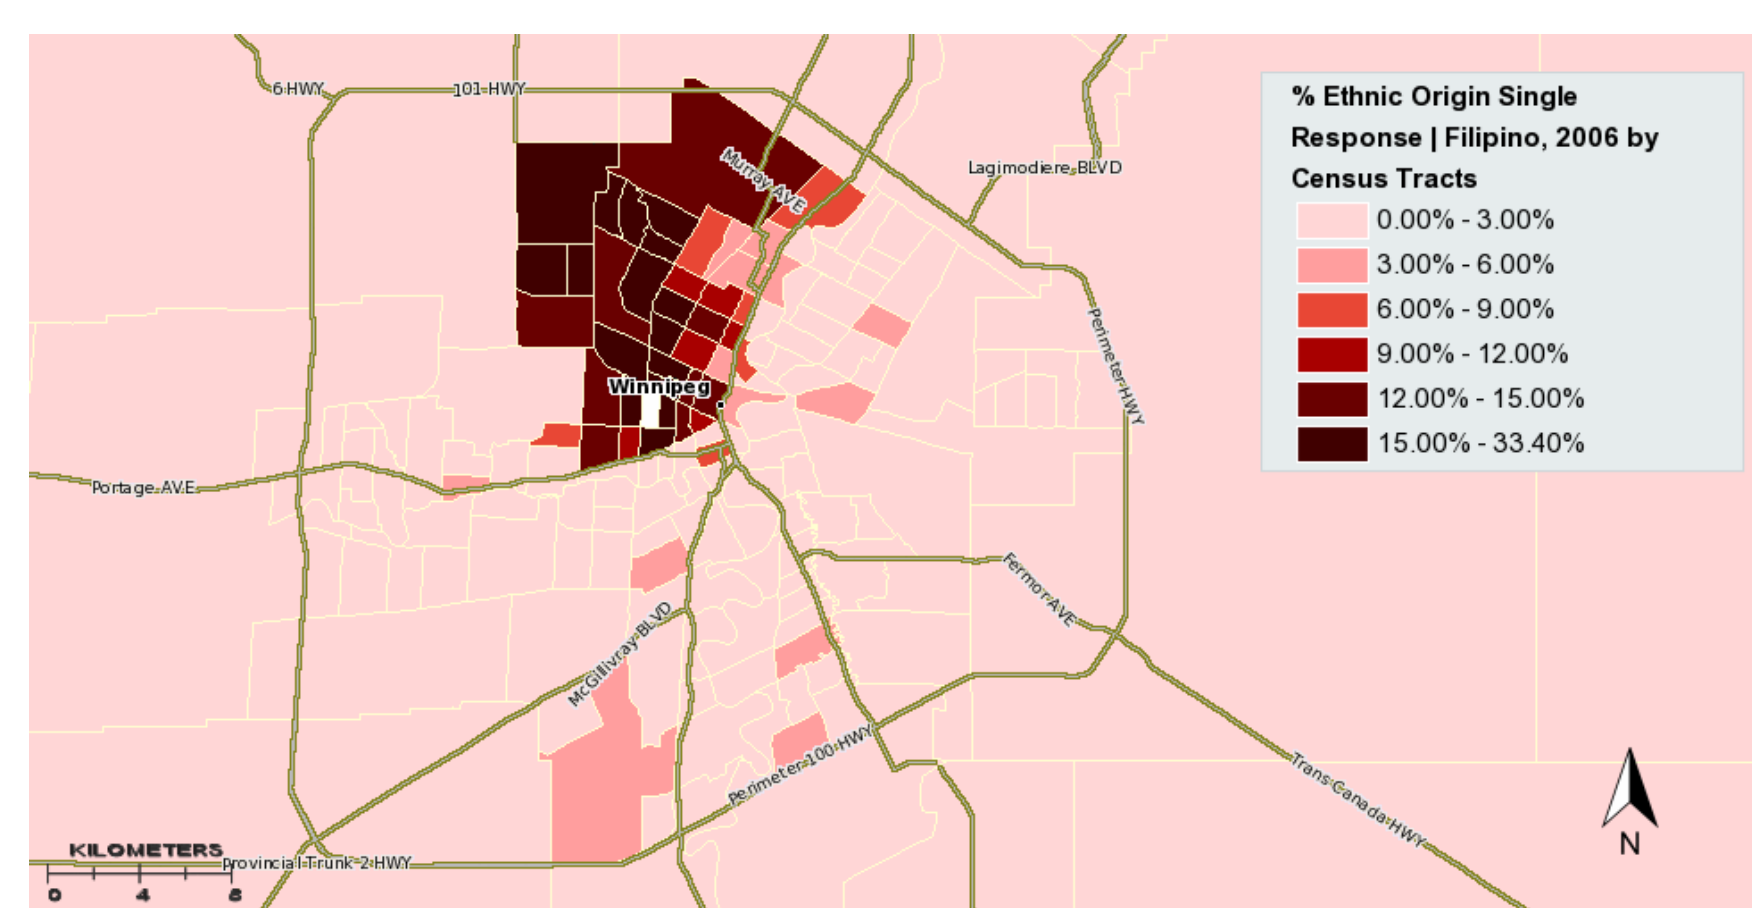 % Ethnic Origin Single
Response | Filipino, 2006 by
Census Tracts
0.00% - 3.00%
3.00% - 6.00%
6.00% - 9.00%
9.00% - 12.00%
12.00% - 15.00%
15.00% - 33.40%
6 HWY
101 HWY
Murray AVE
Lagimodiere BLVD
Perimeter HWY
Winnipeg
Portage AVE
Fermor AVE
McGillivray BLVD
Perimeter 100 HWY
Trans Canada HWY
N
KILOMETERS
Provincial Trunk 2 HWY
0 4 8